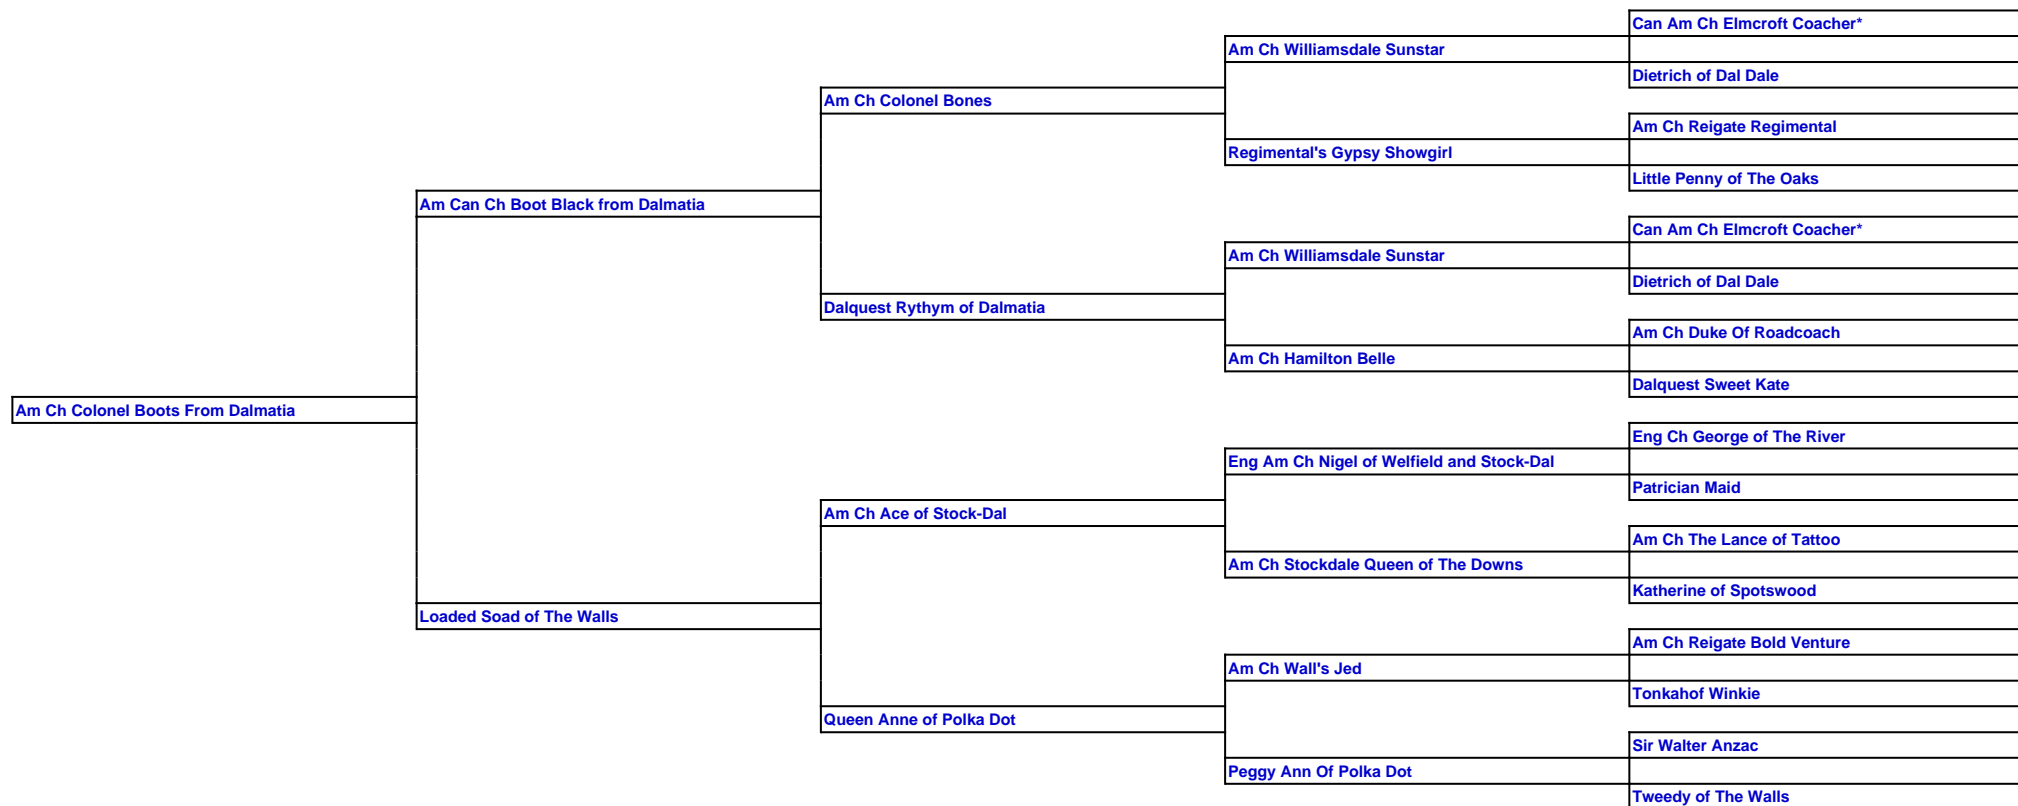 Can Am Ch Elmcroft Coacher*
Am Ch Williamsdale Sunstar
Dietrich of Dal Dale
Am Ch Colonel Bones
Am Ch Reigate Regimental
Regimental's Gypsy Showgirl
Little Penny of The Oaks
Am Can Ch Boot Black from Dalmatia
Can Am Ch Elmcroft Coacher*
Am Ch Williamsdale Sunstar
Dietrich of Dal Dale
Dalquest Rythym of Dalmatia
Am Ch Duke Of Roadcoach
Am Ch Hamilton Belle
Dalquest Sweet Kate
Am Ch Colonel Boots From Dalmatia
Eng Ch George of The River
Eng Am Ch Nigel of Welfield and Stock-Dal
Patrician Maid
Am Ch Ace of Stock-Dal
Am Ch The Lance of Tattoo
Am Ch Stockdale Queen of The Downs
Katherine of Spotswood
Loaded Soad of The Walls
Am Ch Reigate Bold Venture
Am Ch Wall's Jed
Tonkahof Winkie
Queen Anne of Polka Dot
Sir Walter Anzac
Peggy Ann Of Polka Dot
Tweedy of The Walls